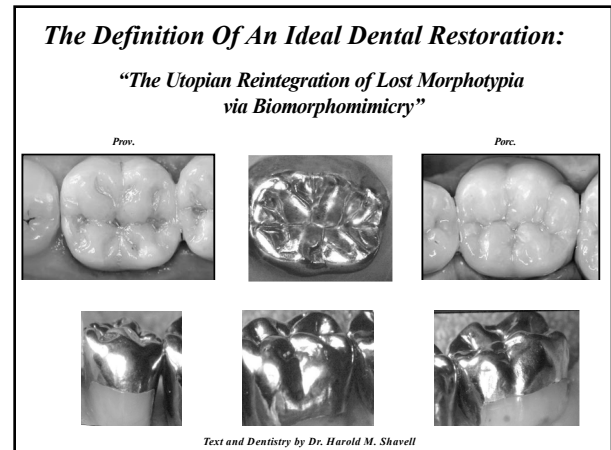 The Definition Of An Ideal Dental Restoration:
“The Utopian Reintegration of Lost Morphotypia
via Biomorphomimicry”
Prov.
Porc.
Text and Dentistry by Dr. Harold M. Shavell